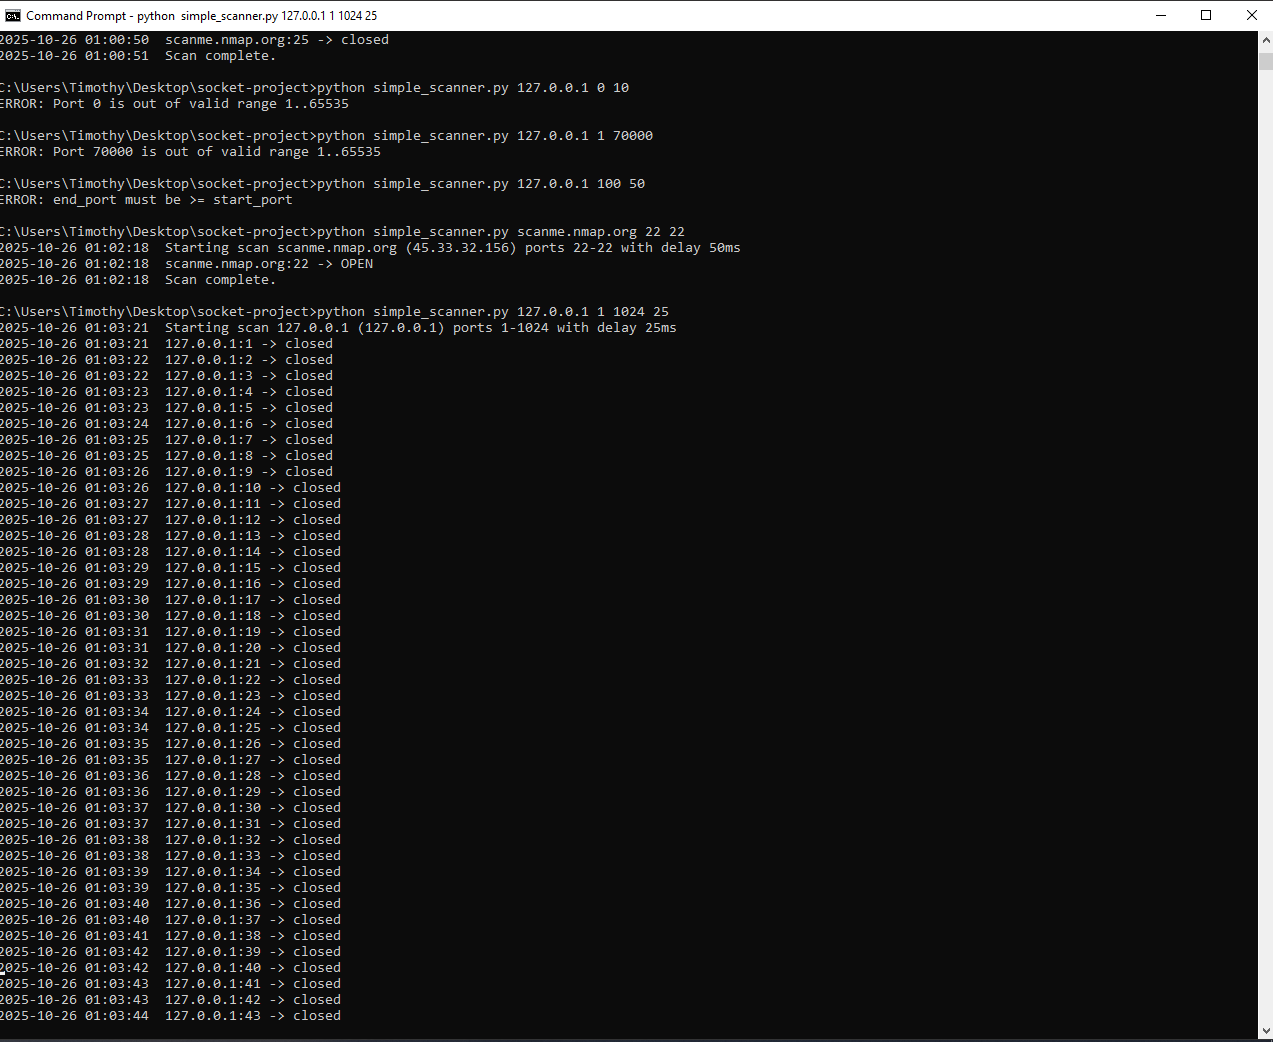 Command Prompt - python  simple_scanner.py 127.0.0.1 1 1024 25
2025-10-26 01:00:50  scanme.nmap.org:25 -> closed
2025-10-26 01:00:51  Scan complete.
C:\Users\Timothy\Desktop\socket-project>python simple_scanner.py 127.0.0.1 0 10
ERROR: Port 0 is out of valid range 1..65535
C:\Users\Timothy\Desktop\socket-project>python simple_scanner.py 127.0.0.1 1 70000
ERROR: Port 70000 is out of valid range 1..65535
C:\Users\Timothy\Desktop\socket-project>python simple_scanner.py 127.0.0.1 100 50
ERROR: end_port must be >= start_port
C:\Users\Timothy\Desktop\socket-project>python simple_scanner.py scanme.nmap.org 22 22
2025-10-26 01:02:18  Starting scan scanme.nmap.org (45.33.32.156) ports 22-22 with delay 50ms
2025-10-26 01:02:18  scanme.nmap.org:22 -> OPEN
2025-10-26 01:02:18  Scan complete.
C:\Users\Timothy\Desktop\socket-project>python simple_scanner.py 127.0.0.1 1 1024 25
2025-10-26 01:03:21  Starting scan 127.0.0.1 (127.0.0.1) ports 1-1024 with delay 25ms
2025-10-26 01:03:21  127.0.0.1:1 -> closed
2025-10-26 01:03:22  127.0.0.1:2 -> closed
2025-10-26 01:03:22  127.0.0.1:3 -> closed
2025-10-26 01:03:23  127.0.0.1:4 -> closed
2025-10-26 01:03:23  127.0.0.1:5 -> closed
2025-10-26 01:03:24  127.0.0.1:6 -> closed
2025-10-26 01:03:25  127.0.0.1:7 -> closed
2025-10-26 01:03:25  127.0.0.1:8 -> closed
2025-10-26 01:03:26  127.0.0.1:9 -> closed
2025-10-26 01:03:26  127.0.0.1:10 -> closed
2025-10-26 01:03:27  127.0.0.1:11 -> closed
2025-10-26 01:03:27  127.0.0.1:12 -> closed
2025-10-26 01:03:28  127.0.0.1:13 -> closed
2025-10-26 01:03:28  127.0.0.1:14 -> closed
2025-10-26 01:03:29  127.0.0.1:15 -> closed
2025-10-26 01:03:29  127.0.0.1:16 -> closed
2025-10-26 01:03:30  127.0.0.1:17 -> closed
2025-10-26 01:03:30  127.0.0.1:18 -> closed
2025-10-26 01:03:31  127.0.0.1:19 -> closed
2025-10-26 01:03:31  127.0.0.1:20 -> closed
2025-10-26 01:03:32  127.0.0.1:21 -> closed
2025-10-26 01:03:33  127.0.0.1:22 -> closed
2025-10-26 01:03:33  127.0.0.1:23 -> closed
2025-10-26 01:03:34  127.0.0.1:24 -> closed
2025-10-26 01:03:34  127.0.0.1:25 -> closed
2025-10-26 01:03:35  127.0.0.1:26 -> closed
2025-10-26 01:03:35  127.0.0.1:27 -> closed
2025-10-26 01:03:36  127.0.0.1:28 -> closed
2025-10-26 01:03:36  127.0.0.1:29 -> closed
2025-10-26 01:03:37  127.0.0.1:30 -> closed
2025-10-26 01:03:37  127.0.0.1:31 -> closed
2025-10-26 01:03:38  127.0.0.1:32 -> closed
2025-10-26 01:03:38  127.0.0.1:33 -> closed
2025-10-26 01:03:39  127.0.0.1:34 -> closed
2025-10-26 01:03:39  127.0.0.1:35 -> closed
2025-10-26 01:03:40  127.0.0.1:36 -> closed
2025-10-26 01:03:40  127.0.0.1:37 -> closed
2025-10-26 01:03:41  127.0.0.1:38 -> closed
2025-10-26 01:03:42  127.0.0.1:39 -> closed
2025-10-26 01:03:42  127.0.0.1:40 -> closed
2025-10-26 01:03:43  127.0.0.1:41 -> closed
2025-10-26 01:03:43  127.0.0.1:42 -> closed
2025-10-26 01:03:44  127.0.0.1:43 -> closed